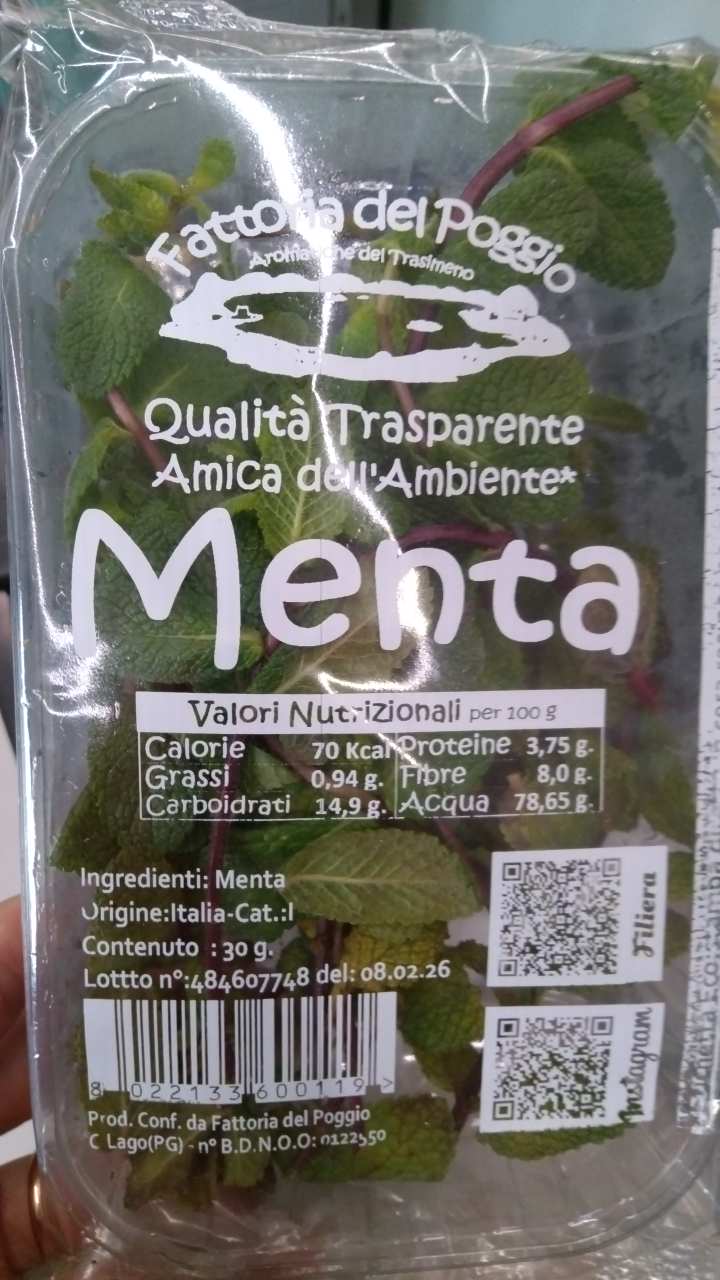 Fattoria del Poggio
del Trasimeno
Qualità Trasparente
Amica dell'Ambiente*
Menta
Valori Nutrizionali per 100 g
Calorie 70 Kcal Proteine 3,75 g.
Grassi 0,94 g. Fibre 8,0 g.
Carboidrati 14,9 g. Acqua 78,65 g.
Ingredienti: Menta
Origine:Italia-Cat.:I
Contenuto : 30 g.
Lottto n°:484607748 del: 08.02.26
8 022133 600119 >
Prod. Conf. da Fattoria del Poggio
C Lago(PG) - n° B.D.N.O.O: 0122550
Filiera
Instagram